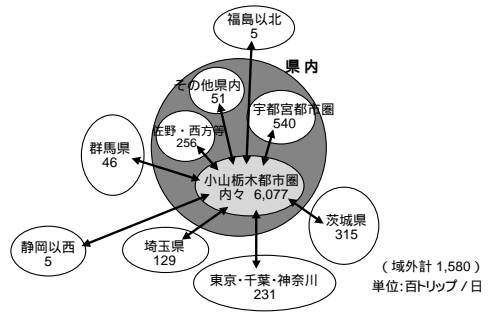 福島以北
5
県内
その他県内
51
宇都宮都市圏
540
佐野・西方等
256
群馬県
46
小山栃木都市圏
内々 6,077
茨城県
315
静岡以西
5
埼玉県
129
東京・千葉・神奈川
231
(域外計 1,580)
単位:百トリップ/日